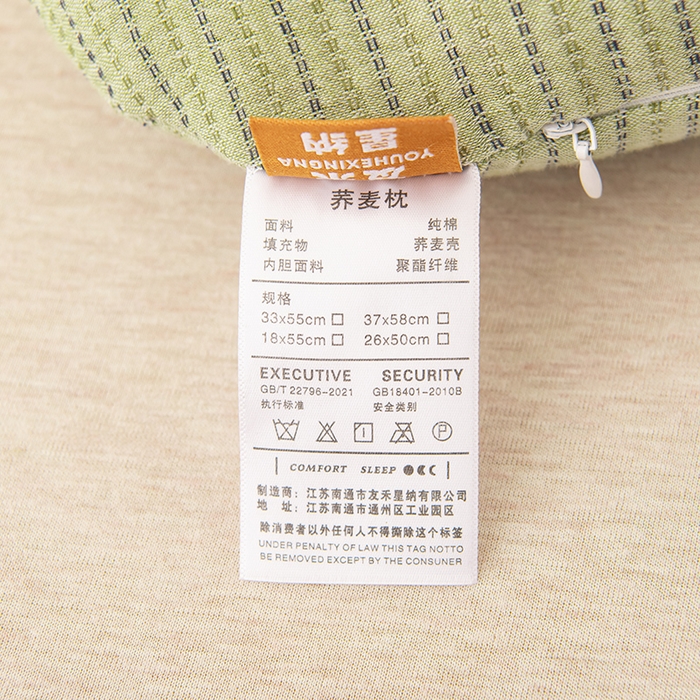 星纳
YOUHEXINGNA
荞麦枕
面料 纯棉
填充物 荞麦壳
内胆面料 聚酯纤维
规格
33x55cm □ 37x58cm □
18x55cm □ 26x50cm □
EXECUTIVE SECURITY
GB/T 22796-2021 GB18401-2010B
执行标准 安全类别
P
COMFORT SLEEP
制造商：江苏南通市友禾星纳有限公司
地 址：江苏南通市通州区工业园区
除消费者以外任何人不得撕除这个标签
UNDER PENALTY OF LAW THIS TAG NOTTO
BE REMOVED EXCEPT BY THE CONSUNER